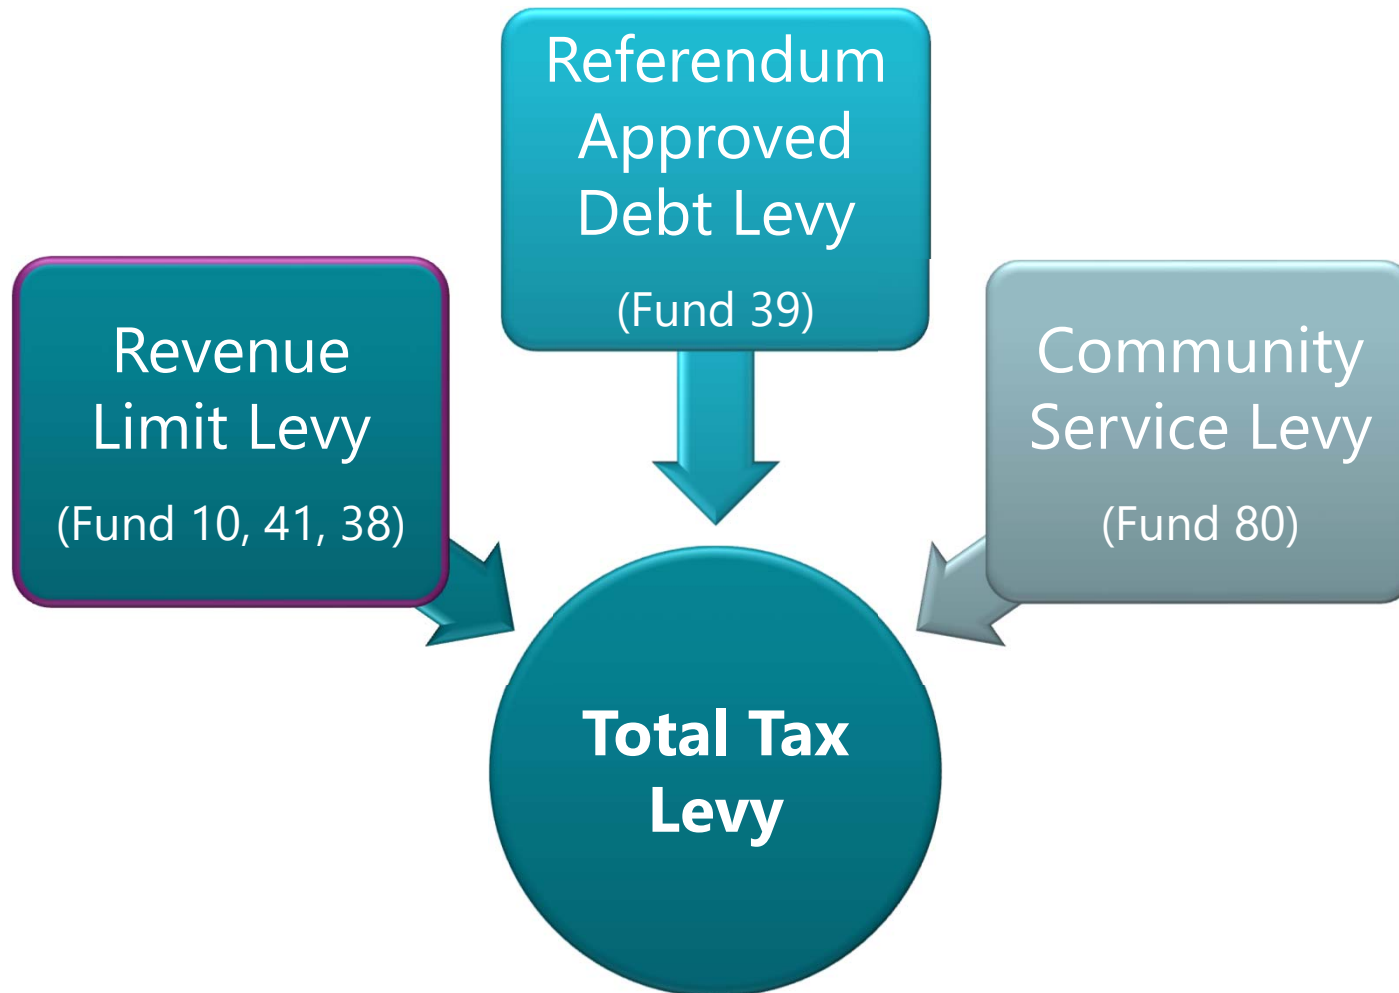 Referendum
Approved
Debt Levy
(Fund 39)
Revenue
Limit Levy
(Fund 10, 41, 38)
Community
Service Levy
(Fund 80)
Total Tax
Levy